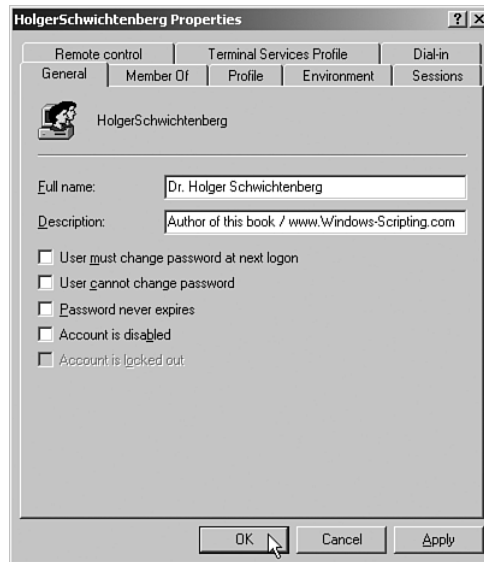 HolgerSchwichtenberg Properties ? x
Remote control Terminal Services Profile Dial-in
General Member Of Profile Environment Sessions
HolgerSchwichtenberg
Full name: Dr. Holger Schwichtenberg
Description: Author of this book / www.Windows-Scripting.com
User must change password at next logon
User cannot change password
Password never expires
Account is disabled
Account is locked out
OK Cancel Apply